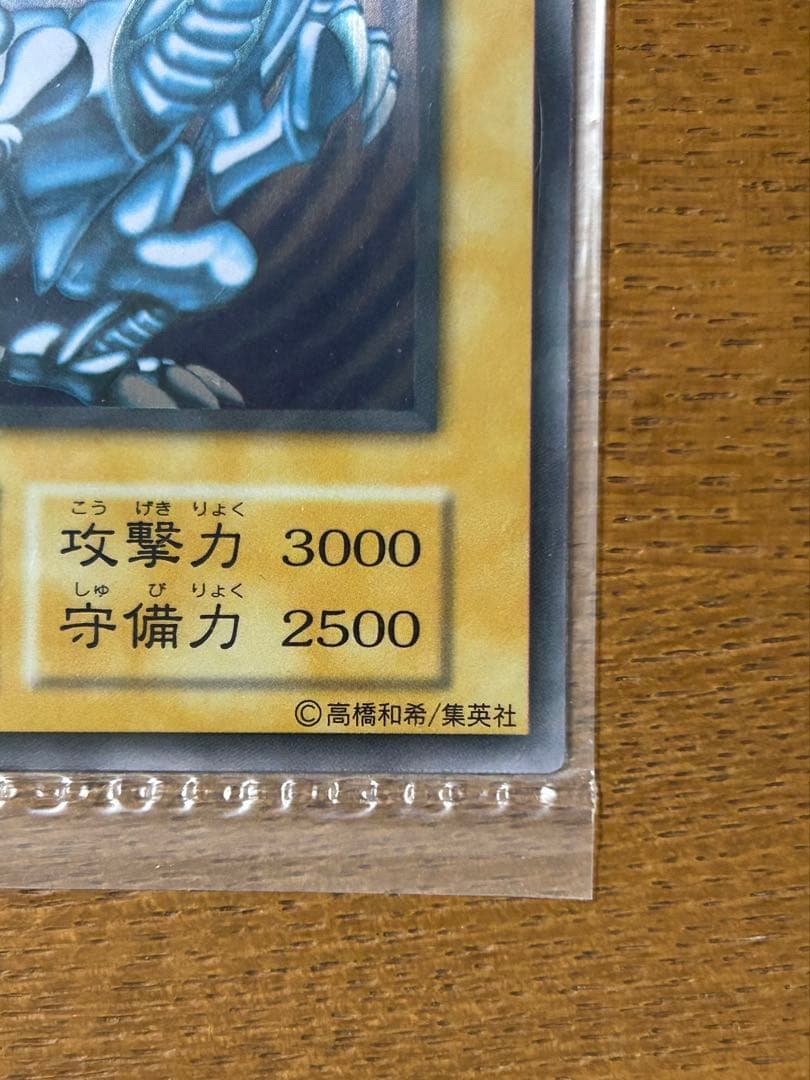 こう げき りょく
攻撃力 3000
しゅ び りょく
守備力 2500
©高橋和希/集英社